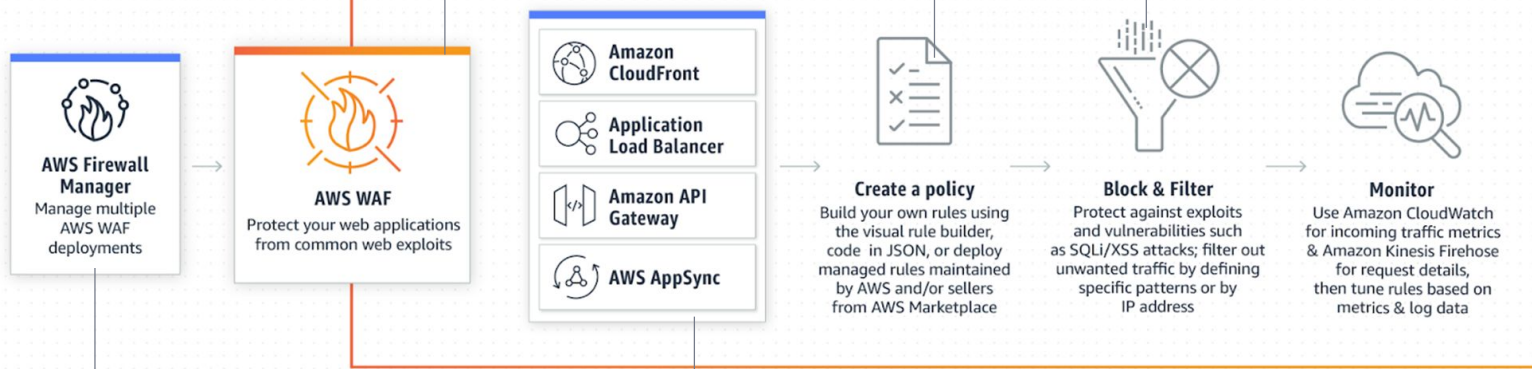 AWS Firewall
Manager
Manage multiple
AWS WAF
deployments
AWS WAF
Protect your web applications
from common web exploits
Amazon
CloudFront
Application
Load Balancer
Amazon API
Gateway
AWS AppSync
Create a policy
Build your own rules using
the visual rule builder,
code in JSON, or deploy
managed rules maintained
by AWS and/or sellers
from AWS Marketplace
Block & Filter
Protect against exploits
and vulnerabilities such
as SQLi/XSS attacks; filter out
unwanted traffic by defining
specific patterns or by
IP address
Monitor
Use Amazon CloudWatch
for incoming traffic metrics
& Amazon Kinesis Firehose
for request details,
then tune rules based on
metrics & log data